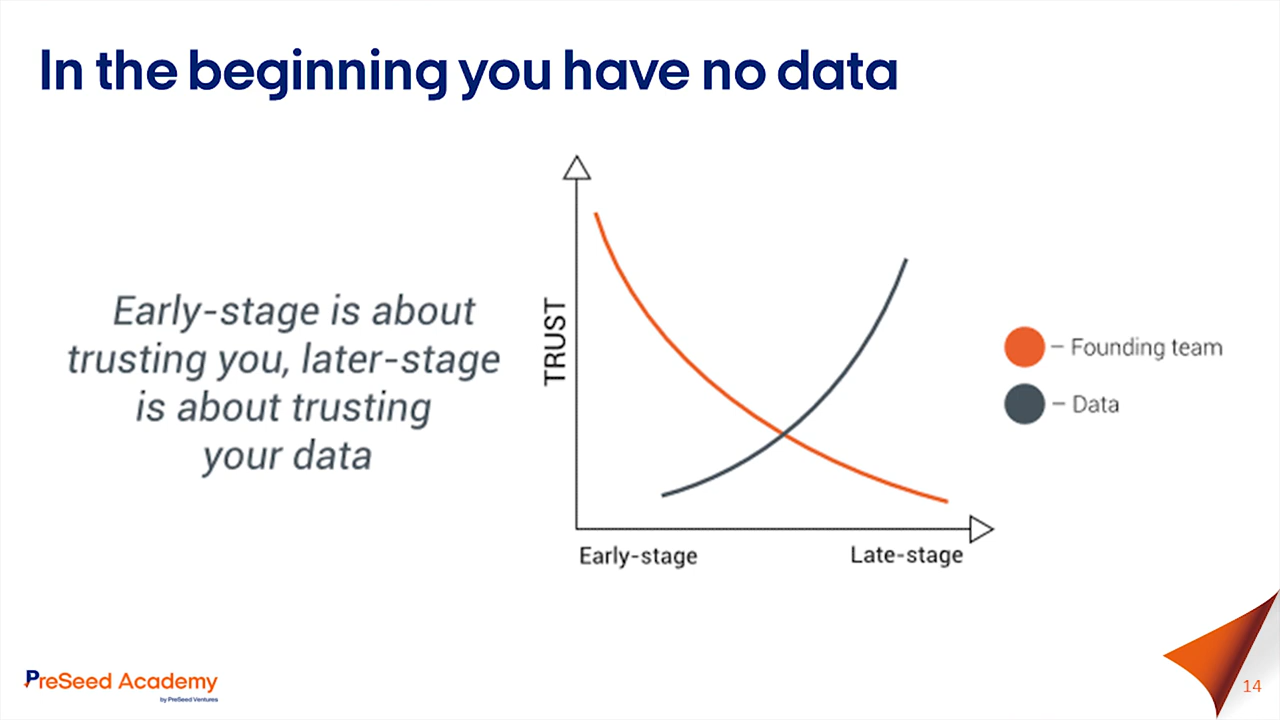 In the beginning you have no data
Early-stage is about
trusting you, later-stage
is about trusting
your data
TRUST
Early-stage
Late-stage
– Founding team
– Data
PreSeed Academy
by PreSeed Ventures
14